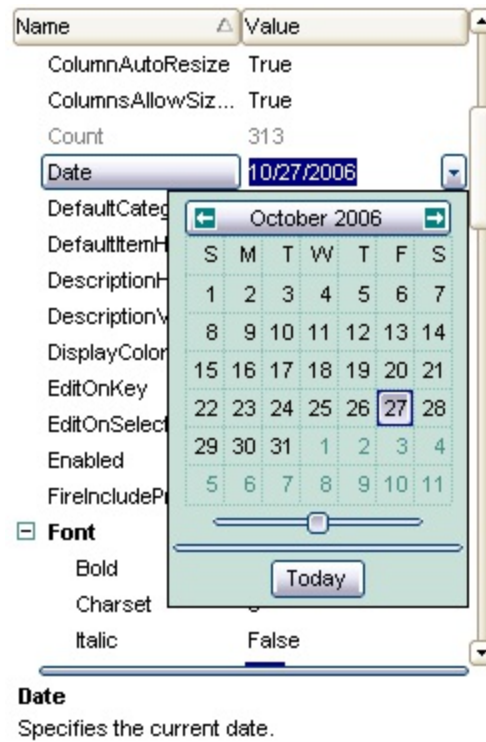 Name Value
ColumnAutoResize True
ColumnsAllowSiz... True
Count 313
Date 10/27/2006
DefaultCateg
DefaultItemH
DescriptionH
DescriptionV
DisplayColor
EditOnKey
EditOnSelect
Enabled
FireIncludePr
Font
Bold
Charset
Italic False
October 2006
S M T W T F S
1 2 3 4 5 6 7
8 9 10 11 12 13 14
15 16 17 18 19 20 21
22 23 24 25 26 27 28
29 30 31 1 2 3 4
5 6 7 8 9 10 11
Today
Date
Specifies the current date.